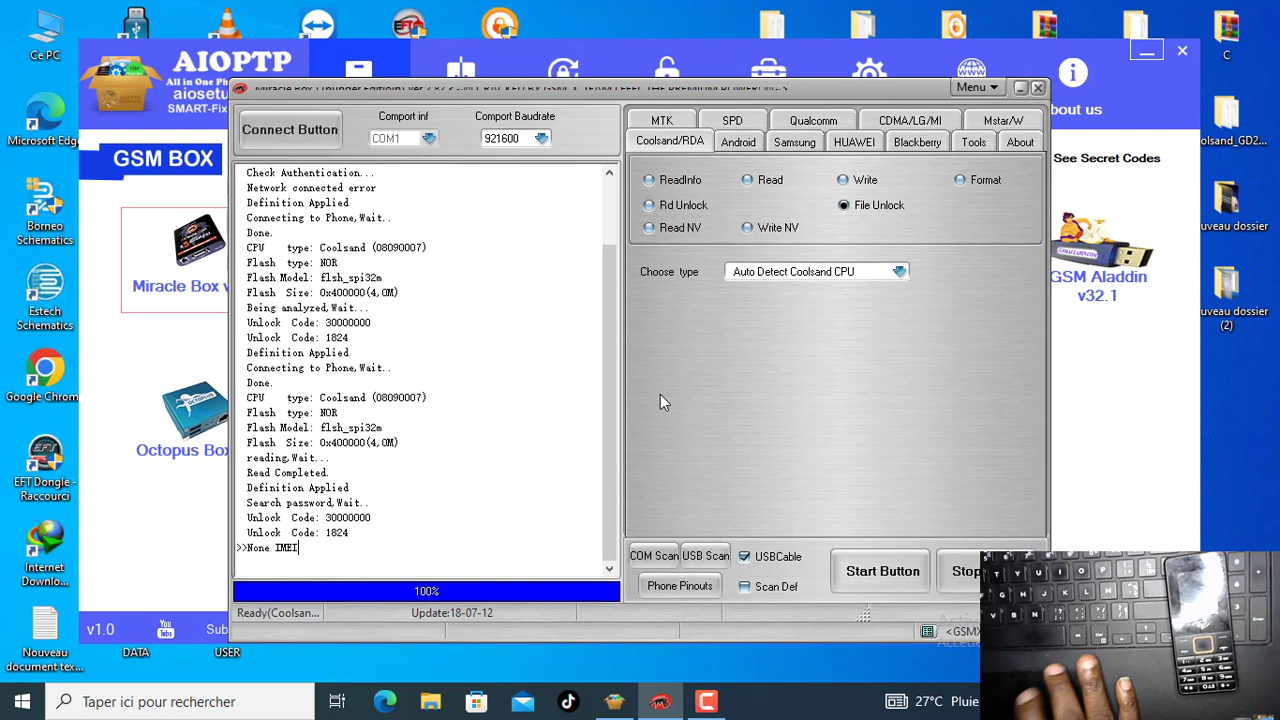 Ce PC
AIOPTP
All in One Ph
aiosetu
SMART-Fix
C
bout us
Microsoft Edge
GSM BOX
See Secret Codes
oolsand_GD2...
Menu
Connect Button
Comport inf
COM1
Comport Baudrate
921600
MTK
SPD
Qualcomm
CDMA/LG/MI
Mstar/W
Coolsand/RDA
Android
Samsung
HUAWEI
Blackberry
Tools
About
ReadInfo
Read
Write
Format
Rd Unlock
File Unlock
Read NV
Write NV
Choose type
Auto Detect Coolsand CPU
Check Authentication...
Network connected error
Definition Applied
Connecting to Phone,Wait..
Done.
CPU type: Coolsand (08090007)
Flash type: NOR
Flash Model: flsh_spi32m
Flash Size: 0x400000(4,0M)
Being analyzed,Wait...
Unlock Code: 30000000
Unlock Code: 1824
Definition Applied
Connecting to Phone,Wait..
Done.
CPU type: Coolsand (08090007)
Flash type: NOR
Flash Model: flsh_spi32m
Flash Size: 0x400000(4,0M)
reading,Wait...
Read Completed.
Definition Applied
Search password,Wait..
Unlock Code: 30000000
Unlock Code: 1824
>>None IMEI
100%
Ready(Coolsan...
Update:18-07-12
COM Scan
USB Scan
USBCable
Phone Pinouts
Scan Def
Start Button
Stop
<GSMX
Borneo
Schematics
Miracle Box v
GSM Aladdin
v32.1
uveau dossier
Estech
Schematics
uveau dossier
(2)
Google Chrom
Octopus Box
EFT Dongle -
Raccourci
Internet
Downlo...
Nouveau
document tex...
v1.0
You
Tube
Sub
DATA
USER
Taper ici pour rechercher
27°C Pluie